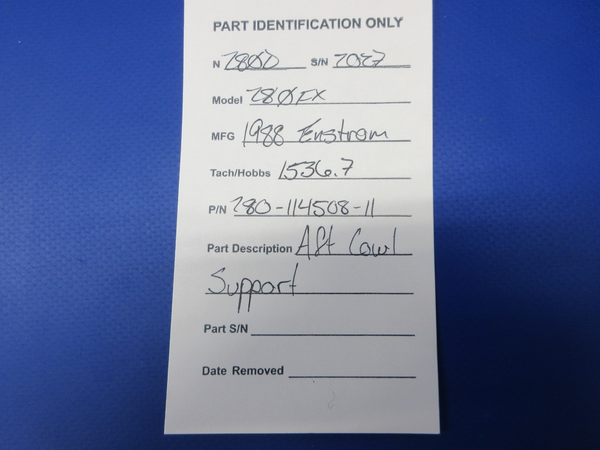 PART IDENTIFICATION ONLY
N 280D S/N 2027
Model 280FX
MFG 1988 Enstrom
Tach/Hobbs 1536.7
P/N 280-114508-11
Part Description Aft Cowl
Support
Part S/N
Date Removed